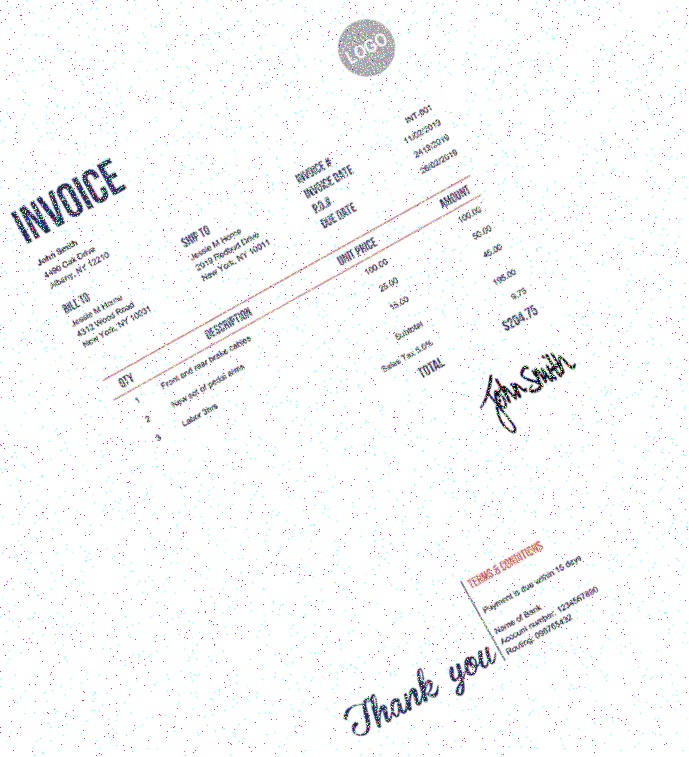 LOGO
INVOICE
John Smith
4490 Oak Drive
Albany, NY 12210
BILL TO
Jessie M Horne
4312 Wood Road
New York, NY 10031
SHIP TO
Jessie M Horne
2019 Redbud Drive
New York, NY 10011
INVOICE # INT-001
INVOICE DATE 11/02/2019
P.O.# 2412/2019
DUE DATE 26/02/2019
QTY DESCRIPTION UNIT PRICE AMOUNT
1 Front and rear brake cables 100.00 100.00
2 New set of pedal arms 25.00 50.00
3 Labor 3hrs 15.00 45.00
Subtotal 195.00
Sales Tax 5.0% 9.75
TOTAL $204.75
John Smith
TERMS & CONDITIONS
Payment is due within 15 days
Name of Bank
Account number: 1234567890
Routing: 098765432
Thank you